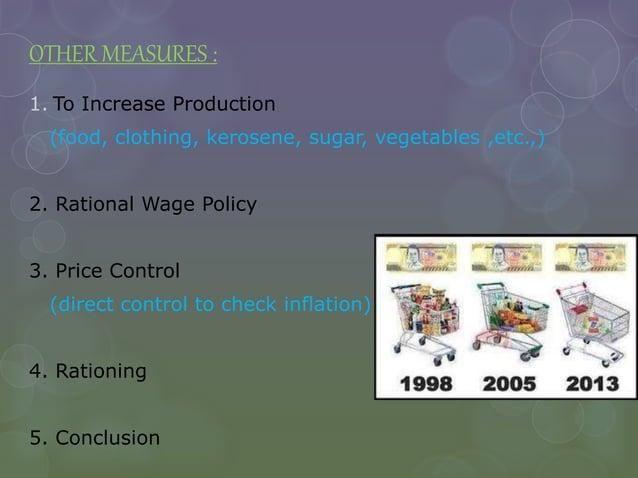 OTHER MEASURES :
1. To Increase Production
(food, clothing, kerosene, sugar, vegetables ,etc.,)
2. Rational Wage Policy
3. Price Control
(direct control to check inflation)
4. Rationing
5. Conclusion
1998 2005 2013